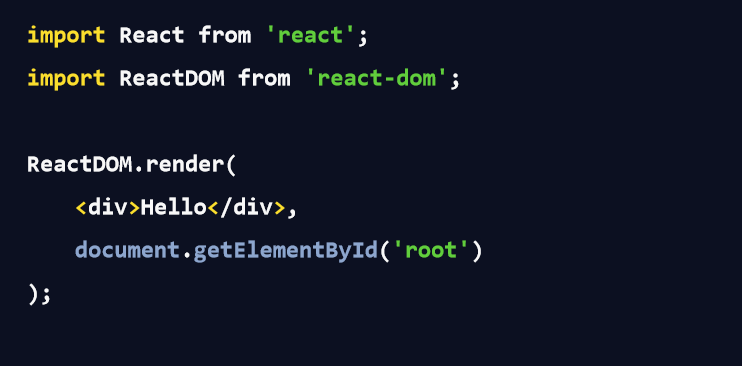 import React from 'react';
import ReactDOM from 'react-dom';
ReactDOM.render(
<div>Hello</div>,
document.getElementById('root')
);